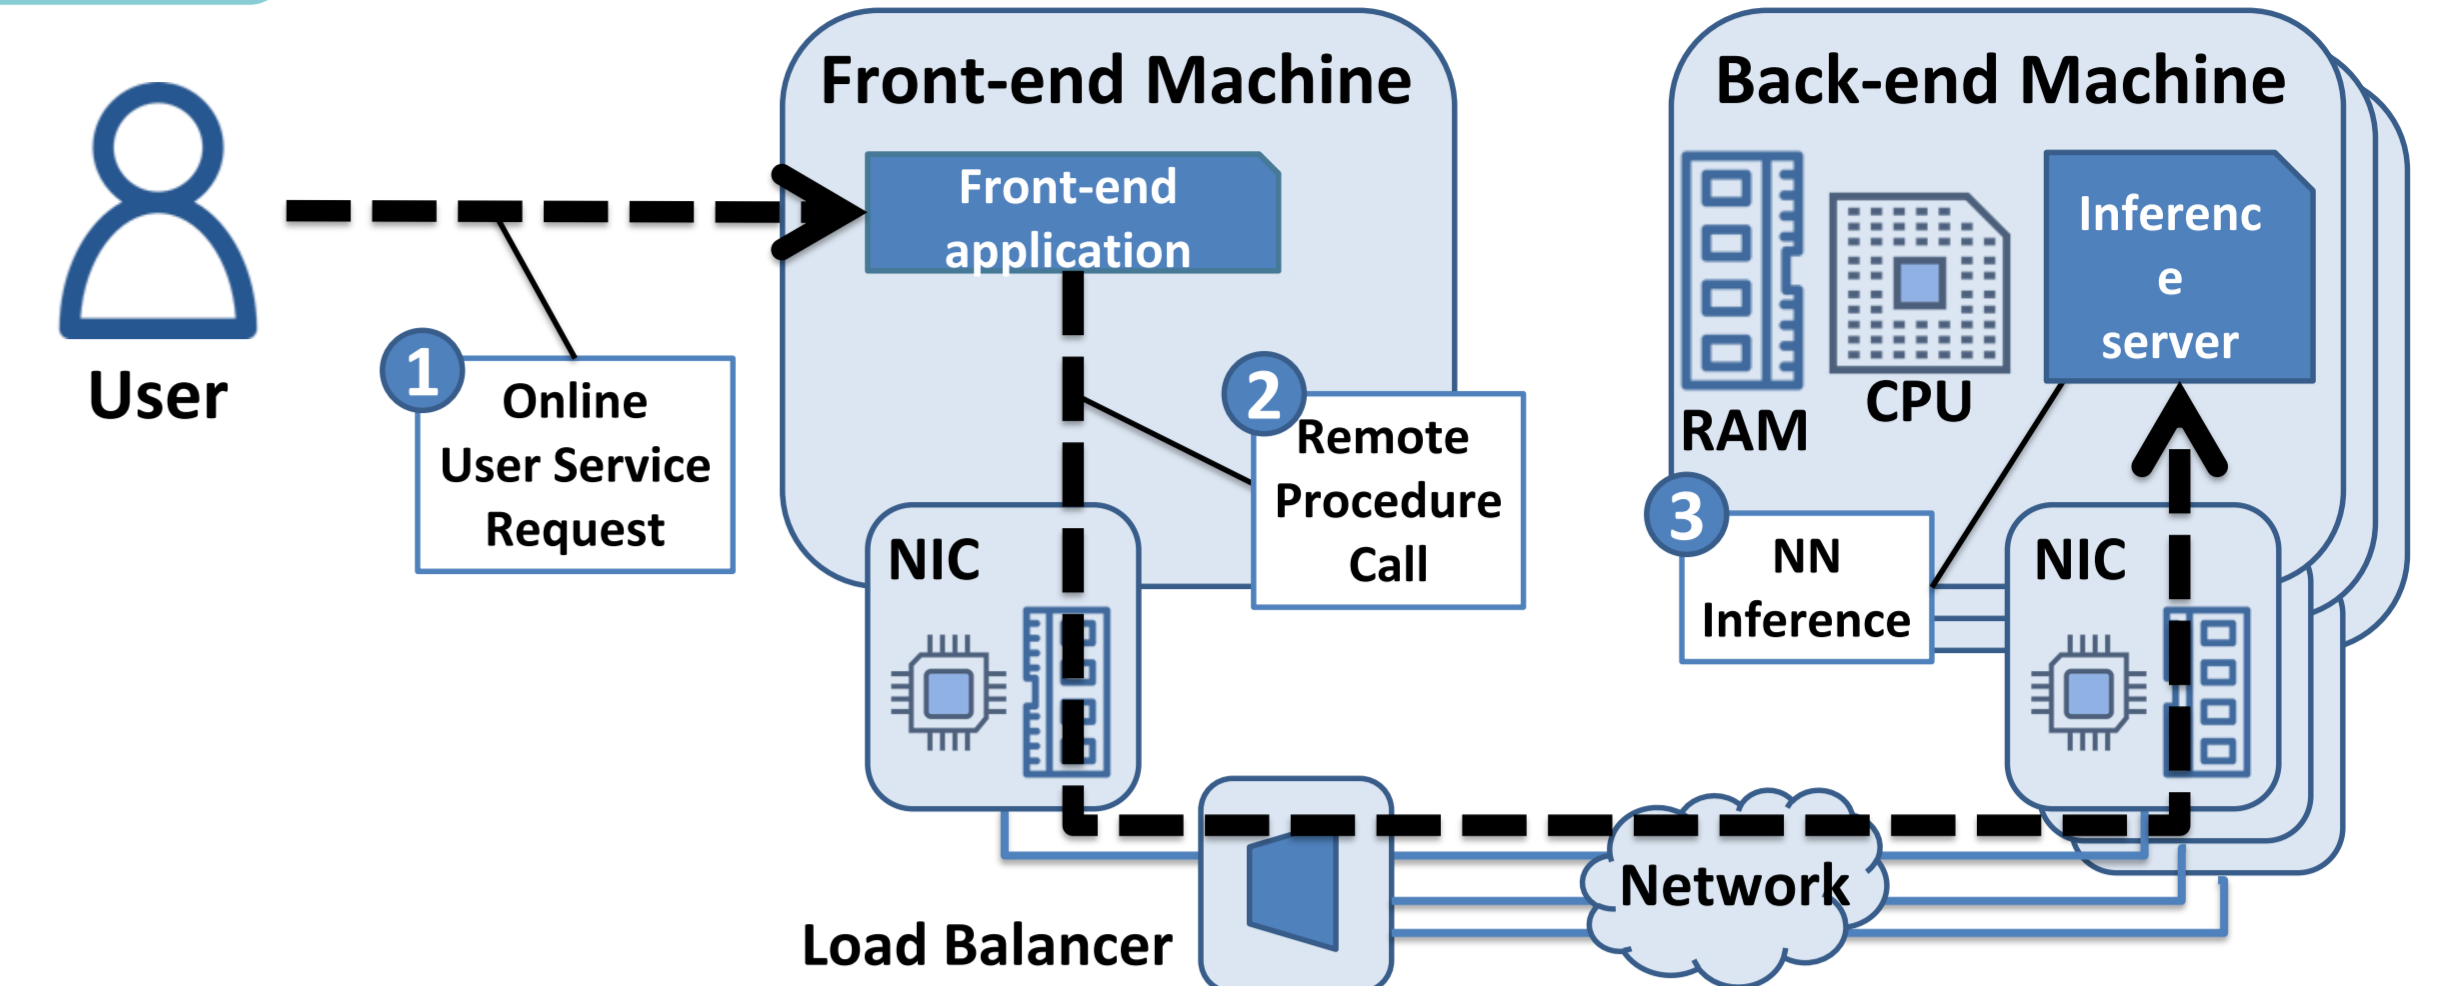 Front-end Machine
Front-end
application
User
1
Online
User Service
Request
2
Remote
Procedure
Call
NIC
Load Balancer
Network
Back-end Machine
RAM
CPU
Inferenc
e
server
3
NN
Inference
NIC